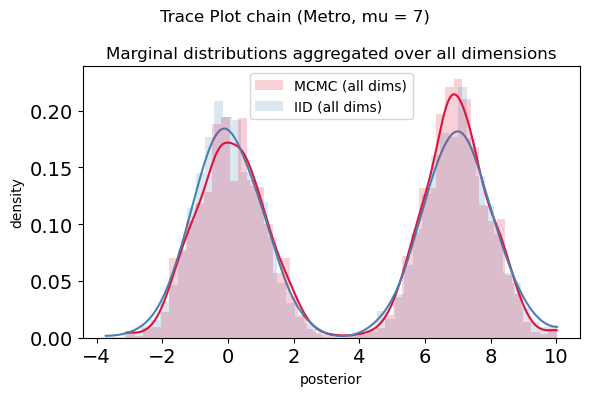 Trace Plot chain (Metro, mu = 7)
Marginal distributions aggregated over all dimensions
MCMC (all dims)
IID (all dims)
density
0.20
0.15
0.10
0.05
0.00
−4 −2 0 2 4 6 8 10
posterior